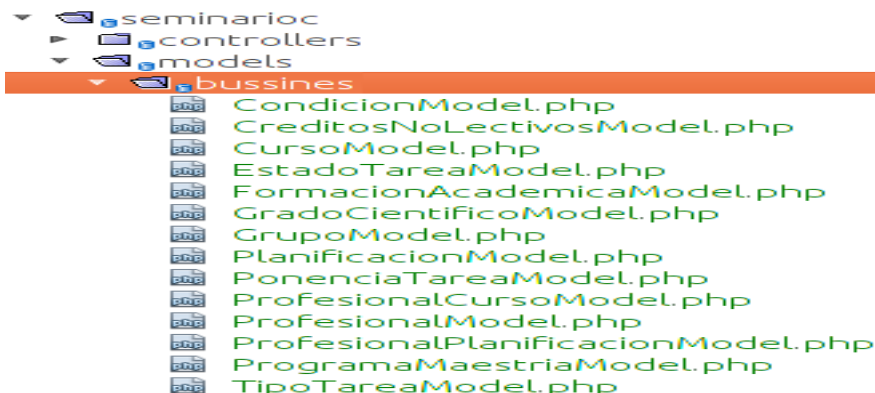 seminarioc
controllers
models
bussines
CondicionModel.php
CreditosNoLectivosModel.php
CursoModel.php
EstadoTareaModel.php
FormacionAcademicaModel.php
GradoCientificoModel.php
GrupoModel.php
PlanificacionModel.php
PonenciaTareaModel.php
ProfesionalCursoModel.php
ProfesionalModel.php
ProfesionalPlanificacionModel.php
ProgramaMaestriaModel.php
TipoTareaModel.php